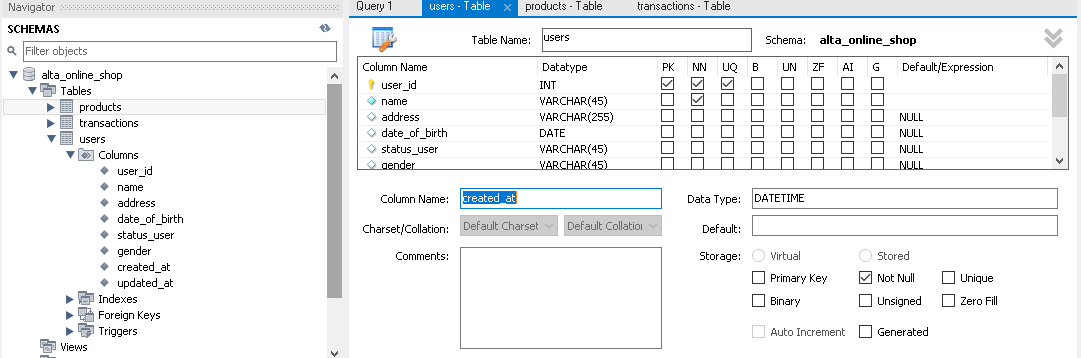 Navigator
SCHEMAS
Filter objects
alta_online_shop
Tables
products
transactions
users
Columns
user_id
name
address
date_of_birth
status_user
gender
created_at
updated_at
Indexes
Foreign Keys
Triggers
Views
Query 1 users - Table products - Table transactions - Table
Table Name: users Schema: alta_online_shop
Column Name Datatype PK NN UQ B UN ZF AI G Default/Expression
user_id INT
name VARCHAR(45)
address VARCHAR(255) NULL
date_of_birth DATE NULL
status_user VARCHAR(45) NULL
gender VARCHAR(45) NULL
Column Name: created_at Data Type: DATETIME
Charset/Collation: Default Charset Default Collation Default:
Comments: Storage: Virtual Stored
Primary Key Not Null Unique
Binary Unsigned Zero Fill
Auto Increment Generated